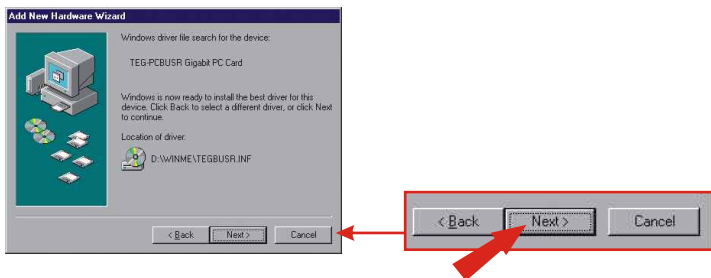 Add New Hardware Wizard
Windows driver file search for the device:
TEG-PCBUSR Gigabit PC Card
Windows is now ready to install the best driver for this
device. Click Back to select a different driver, or click Next
to continue.
Location of driver:
D:\WINME\TEGBUSR.INF
< Back Next > Cancel
< Back Next > Cancel